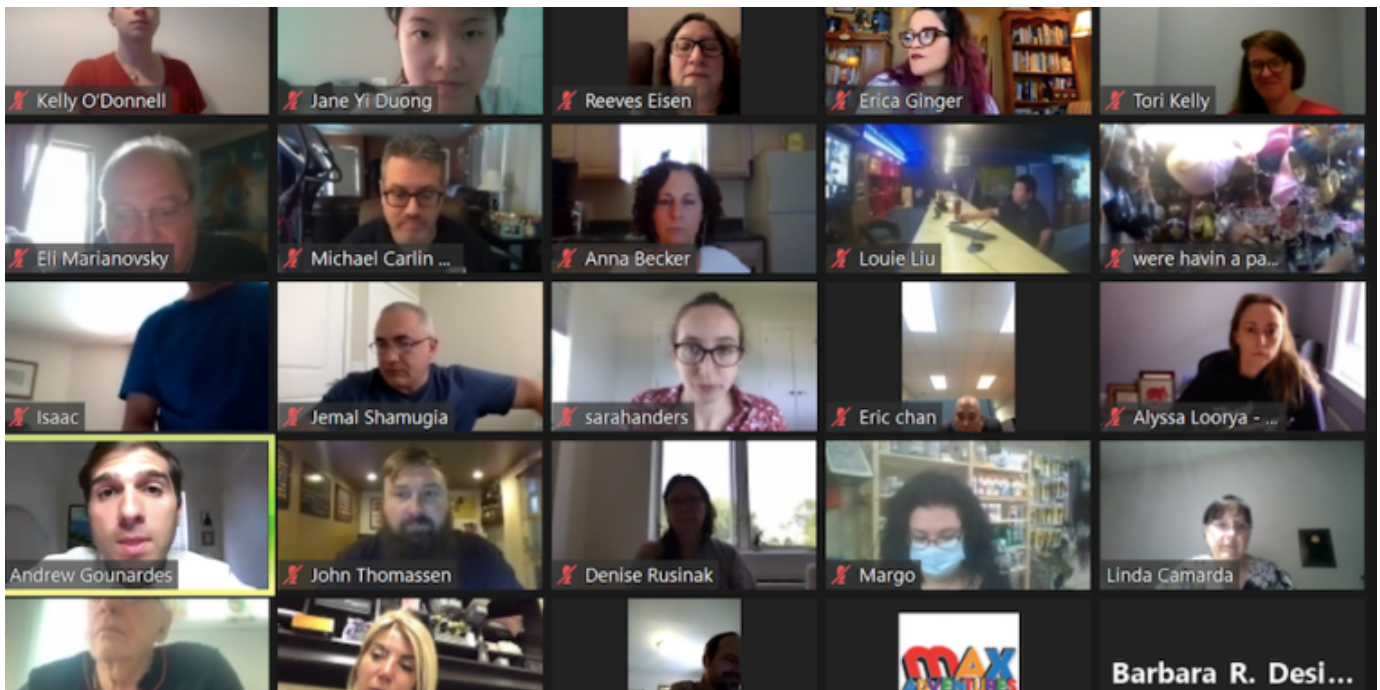 Kelly O'Donnell
Jane Yi Duong
Reeves Eisen
Erica Ginger
Tori Kelly
Eli Marianovsky
Michael Carlin ...
Anna Becker
Louie Liu
were havin a pa...
Isaac
Jemal Shamugia
sarahanders
Eric chan
Alyssa Loorya - ...
Andrew Gounardes
John Thomassen
Denise Rusinak
Margo
Linda Camarda
MAX
ADVENTURES
Barbara R. Desi...